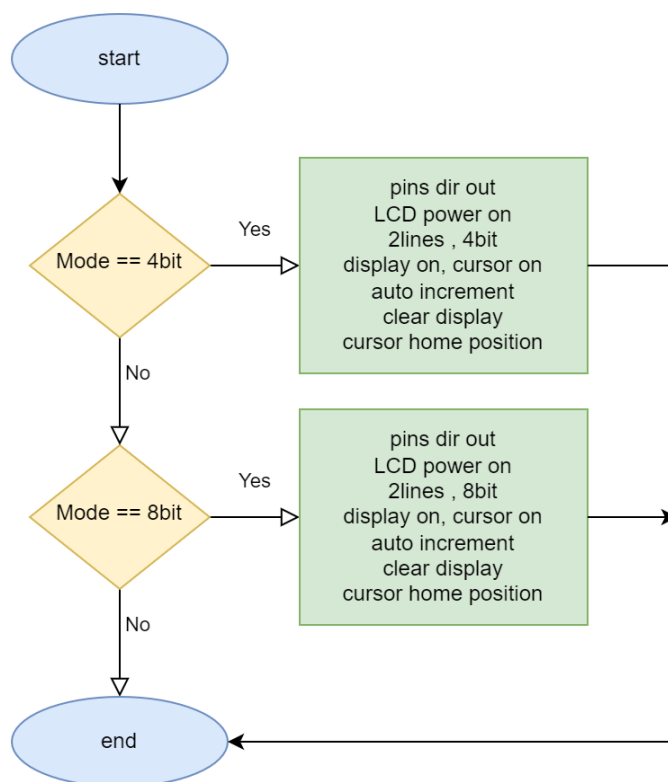 start
Mode == 4bit
Yes
pins dir out
LCD power on
2lines , 4bit
display on, cursor on
auto increment
clear display
cursor home position
No
Mode == 8bit
Yes
pins dir out
LCD power on
2lines , 8bit
display on, cursor on
auto increment
clear display
cursor home position
No
end